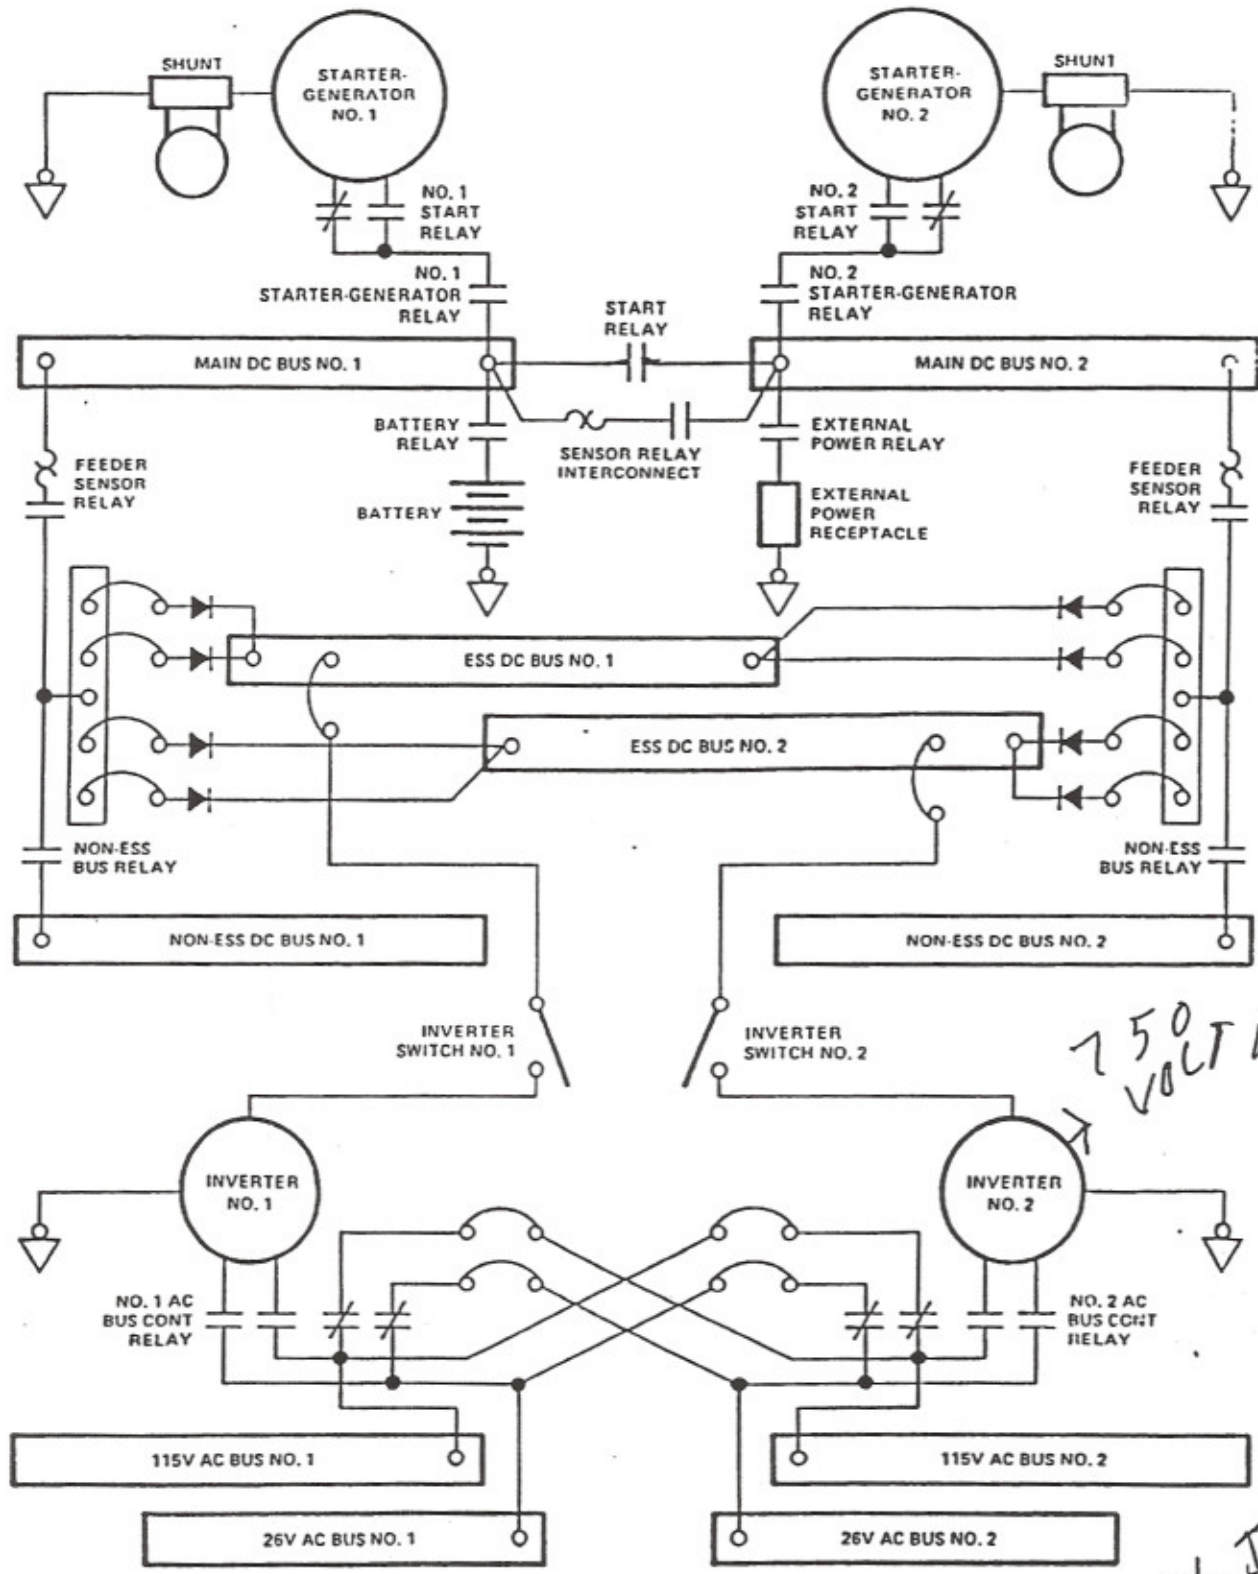 SHUNT
STARTER-
GENERATOR
NO. 1
STARTER-
GENERATOR
NO. 2
SHUNT
NO. 1
START
RELAY
NO. 2
START
RELAY
NO. 1
STARTER-GENERATOR
RELAY
NO. 2
STARTER-GENERATOR
RELAY
START
RELAY
MAIN DC BUS NO. 1
MAIN DC BUS NO. 2
BATTERY
RELAY
SENSOR RELAY
INTERCONNECT
EXTERNAL
POWER RELAY
FEEDER
SENSOR
RELAY
FEEDER
SENSOR
RELAY
BATTERY
EXTERNAL
POWER
RECEPTACLE
ESS DC BUS NO. 1
ESS DC BUS NO. 2
NON-ESS
BUS RELAY
NON-ESS
BUS RELAY
NON-ESS DC BUS NO. 1
NON-ESS DC BUS NO. 2
INVERTER
SWITCH NO. 1
INVERTER
SWITCH NO. 2
50
VOLT
INVERTER
NO. 1
INVERTER
NO. 2
NO. 1 AC
BUS CONT
RELAY
NO. 2 AC
BUS CONT
RELAY
115V AC BUS NO. 1
115V AC BUS NO. 2
26V AC BUS NO. 1
26V AC BUS NO. 2